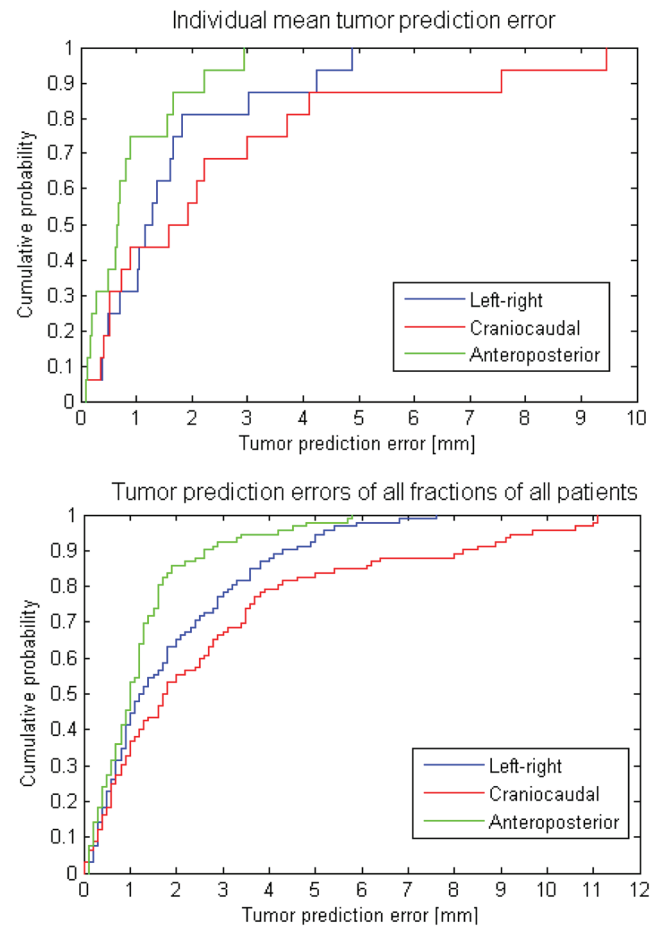 Individual mean tumor prediction error
1
0.9
0.8
0.7
0.6
0.5
0.4
0.3
0.2
0.1
0
Cumulative probability
Left-right
Craniocaudal
Anteroposterior
0 1 2 3 4 5 6 7 8 9 10
Tumor prediction error [mm]
Tumor prediction errors of all fractions of all patients
1
0.9
0.8
0.7
0.6
0.5
0.4
0.3
0.2
0.1
0
Cumulative probability
Left-right
Craniocaudal
Anteroposterior
0 1 2 3 4 5 6 7 8 9 10 11 12
Tumor prediction error [mm]